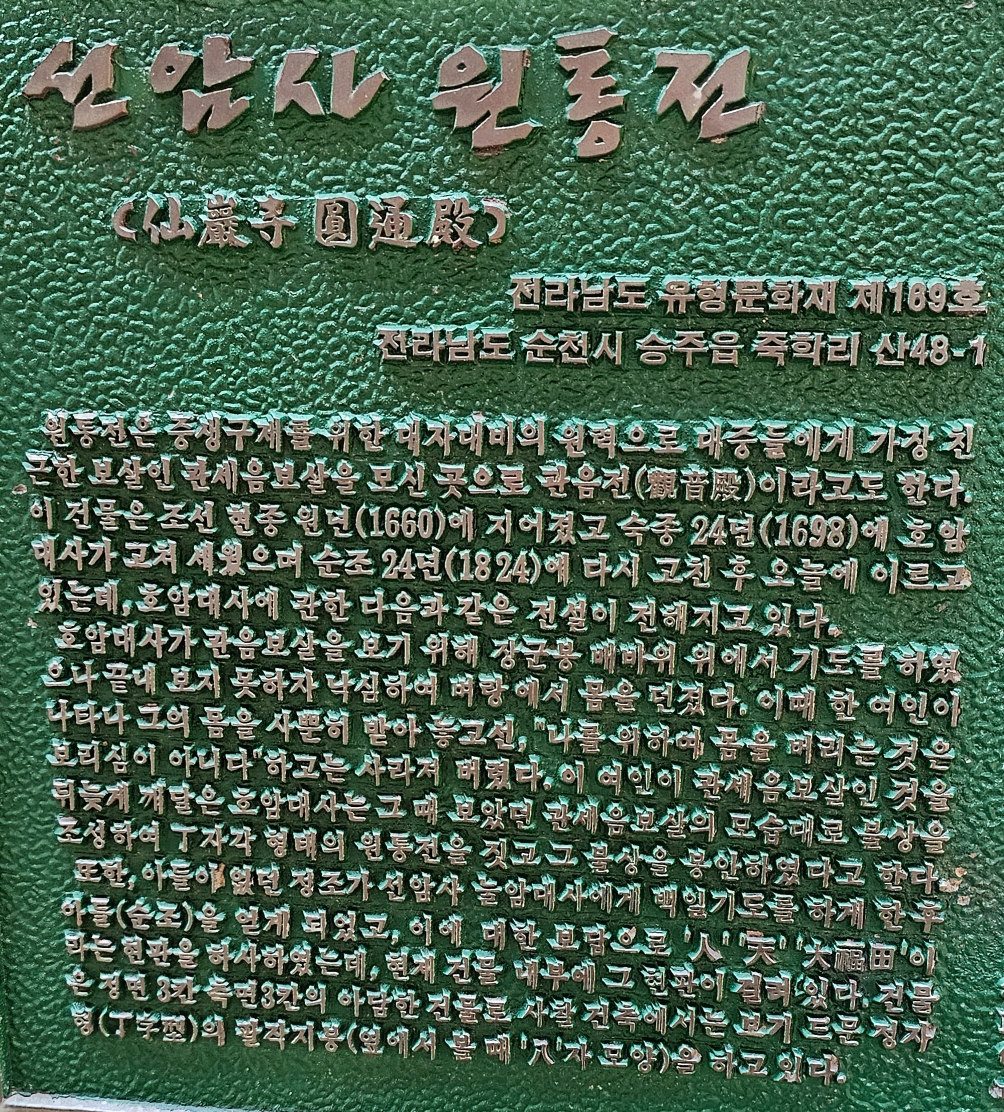 선암사 원통전
(仙巖寺 圓通殿)
전라남도 유형문화재 제169호
전라남도 순천시 승주읍 죽학리 산48-1
원통전은 중생구제를 위한 대자대비의 원력으로 대중들에게 가장 친
근한 보살인 관세음보살을 모신 곳으로 관음전(觀音殿)이라고도 한다.
이 건물은 조선 현종 원년(1660)에 지어졌고 숙종 24년(1698)에 호암
대사가 고쳐 세웠으며 순조 24년(1824)에 다시 고친 후 오늘에 이르고
있는데, 호암대사에 관한 다음과 같은 전설이 전해지고 있다.
호암대사가 관음보살을 보기 위해 장군봉 배바위 위에서 기도를 하였
으나 끝내 보지 못하자 낙심하여 벼랑 에서 몸을 던졌다. 이때 한 여인이
나타나 그의 몸을 사뿐히 받아 놓고선, "나를 위하여 몸을 버리는 것은
보리심이 아니다"하고는 사라져 버렸다. 이 여인이 관세음보살인 것을
뒤늦게 깨달은 호암대사는 그 때 보았던 관세음보살의 모습대로 불상을
조성하여 丁자각 형태의 원통전을 짓고 그 불상을 봉안하였다고 한다.
또한, 아들이 없던 정조가 선암사 눌암대사에게 백일기도를 하게 한 후
아들(순조)을 얻게 되었고, 이에 대한 보답으로 '人' '天' '大福田'이
라는 현판을 하사하였는데, 현재 건물 내부에 그 현판이 걸려 있다. 건물
은 정면 3칸 측면3칸의 아담한 건물로 사찰 건축에서는 보기 드문 정자
형(丁字型)의 팔작지붕(옆에서 볼 때 '八'자 모양)을 하고 있다.